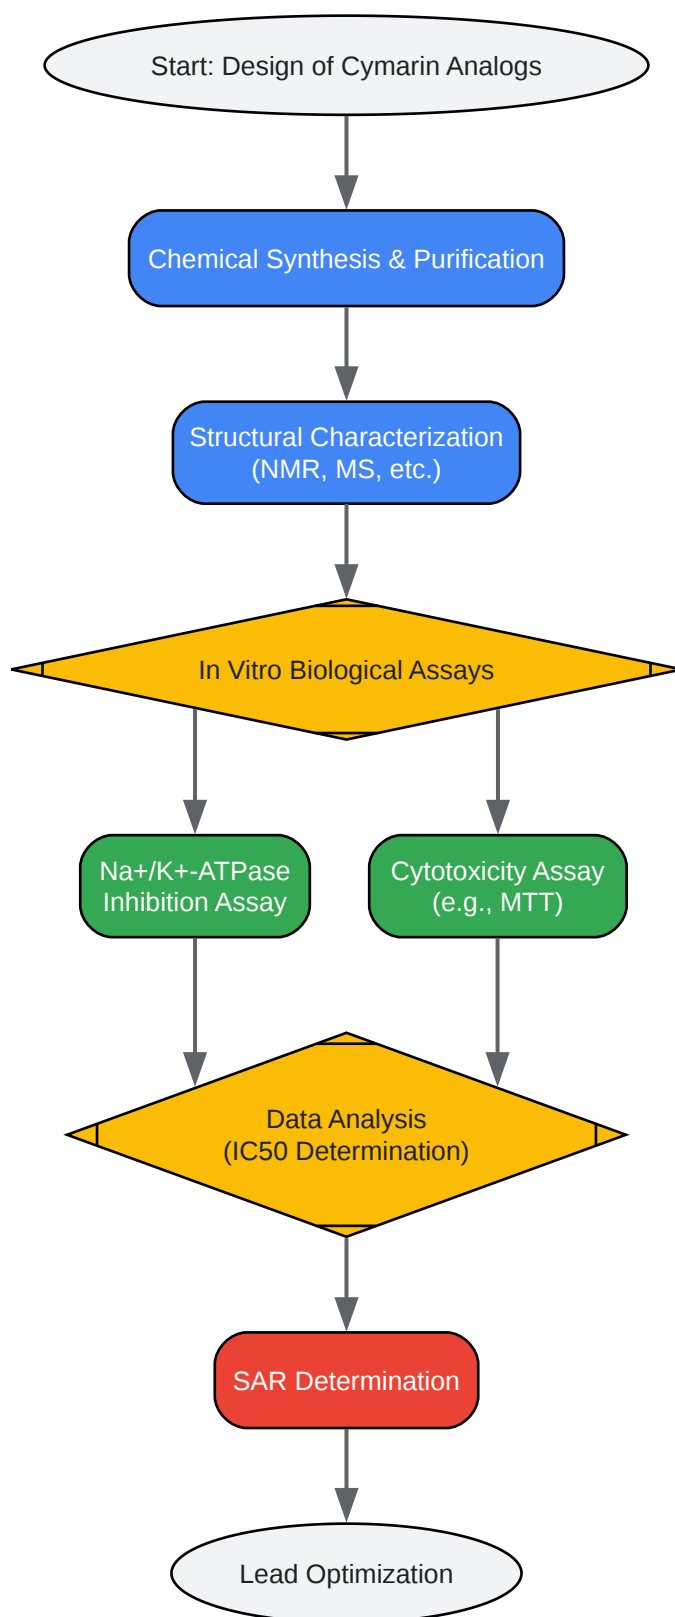 Start: Design of Cymarin Analogs
Chemical Synthesis & Purification
Structural Characterization
(NMR, MS, etc.)
In Vitro Biological Assays
Na+/K+-ATPase
Inhibition Assay
Cytotoxicity Assay
(e.g., MTT)
Data Analysis
(IC50 Determination)
SAR Determination
Lead Optimization